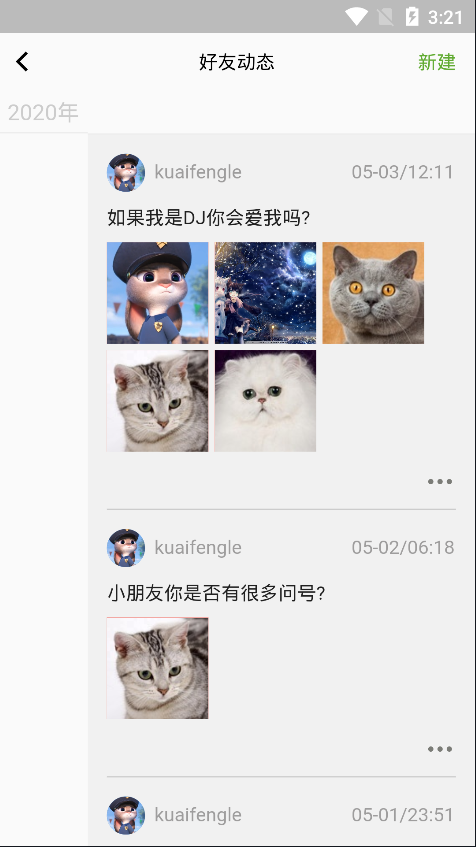 3:21
好友动态
新建
2020年
kuaifengle
05-03/12:11
如果我是DJ你会爱我吗?
kuaifengle
05-02/06:18
小朋友你是否有很多问号?
kuaifengle
05-01/23:51